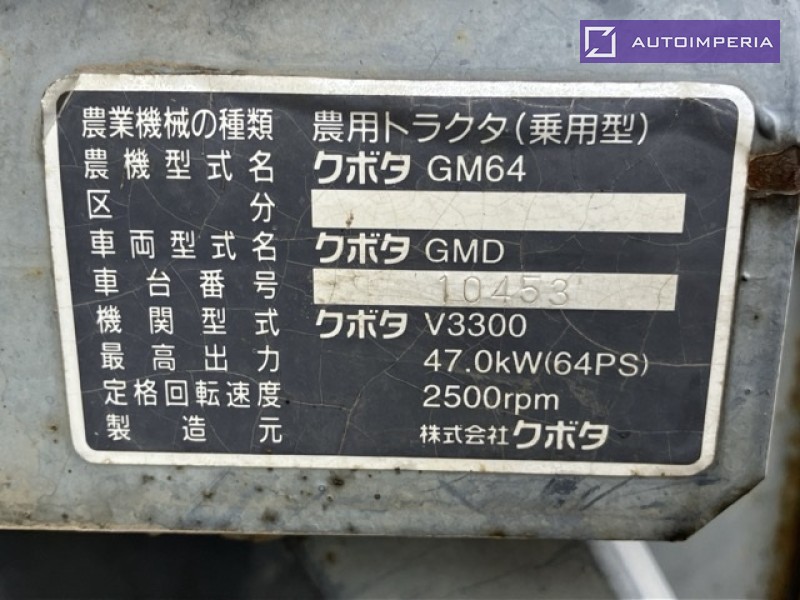 AUTOIMPERIA
農業機械の種類 農用トラクタ(乗用型)
農機型式名 クボタ GM64
区分
車両型式名 クボタ GMD
車台番号 10453
機関型式 クボタ V3300
最高出力 47.0kW(64PS)
定格回転速度 2500rpm
製造元 株式会社クボタ